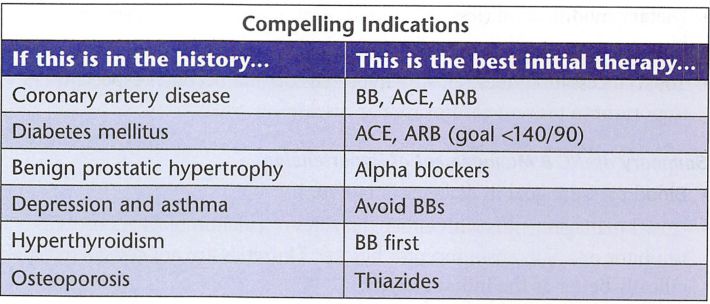 Compelling Indications
If this is in the history... This is the best initial therapy...
Coronary artery disease BB, ACE, ARB
Diabetes mellitus ACE, ARB (goal <140/90)
Benign prostatic hypertrophy Alpha blockers
Depression and asthma Avoid BBs
Hyperthyroidism BB first
Osteoporosis Thiazides